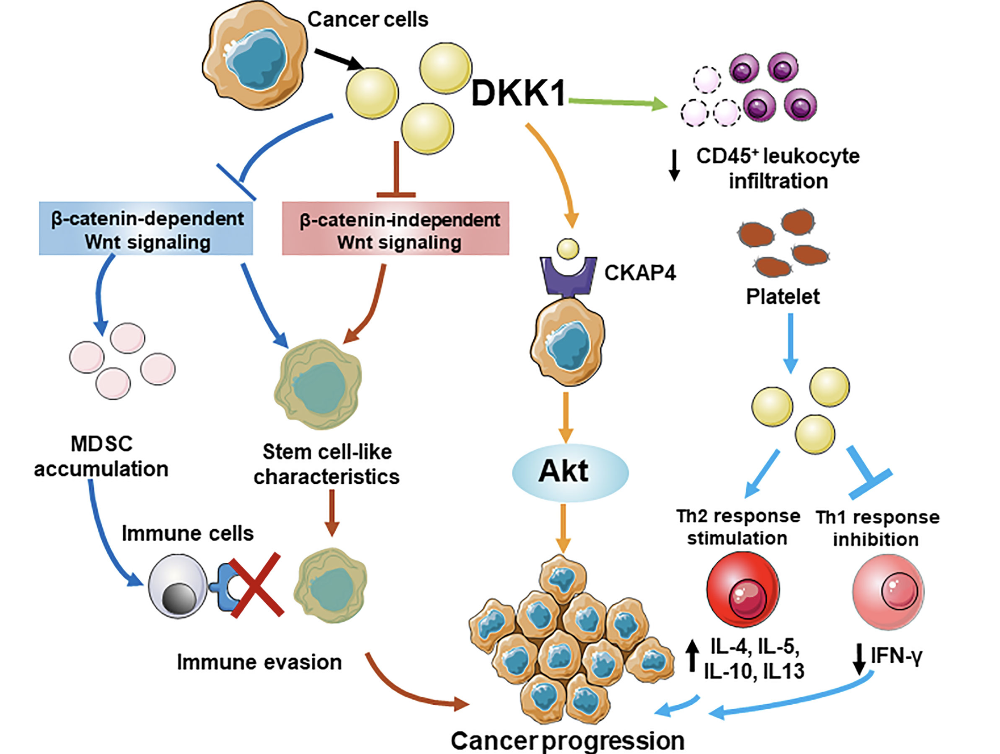 Cancer cells
DKK1
CD45⁺ leukocyte
infiltration
β-catenin-dependent
Wnt signaling
β-catenin-independent
Wnt signaling
CKAP4
Platelet
MDSC
accumulation
Stem cell-like
characteristics
Akt
Th2 response
stimulation
Th1 response
inhibition
Immune cells
IL-4, IL-5,
IL-10, IL13
IFN-γ
Immune evasion
Cancer progression